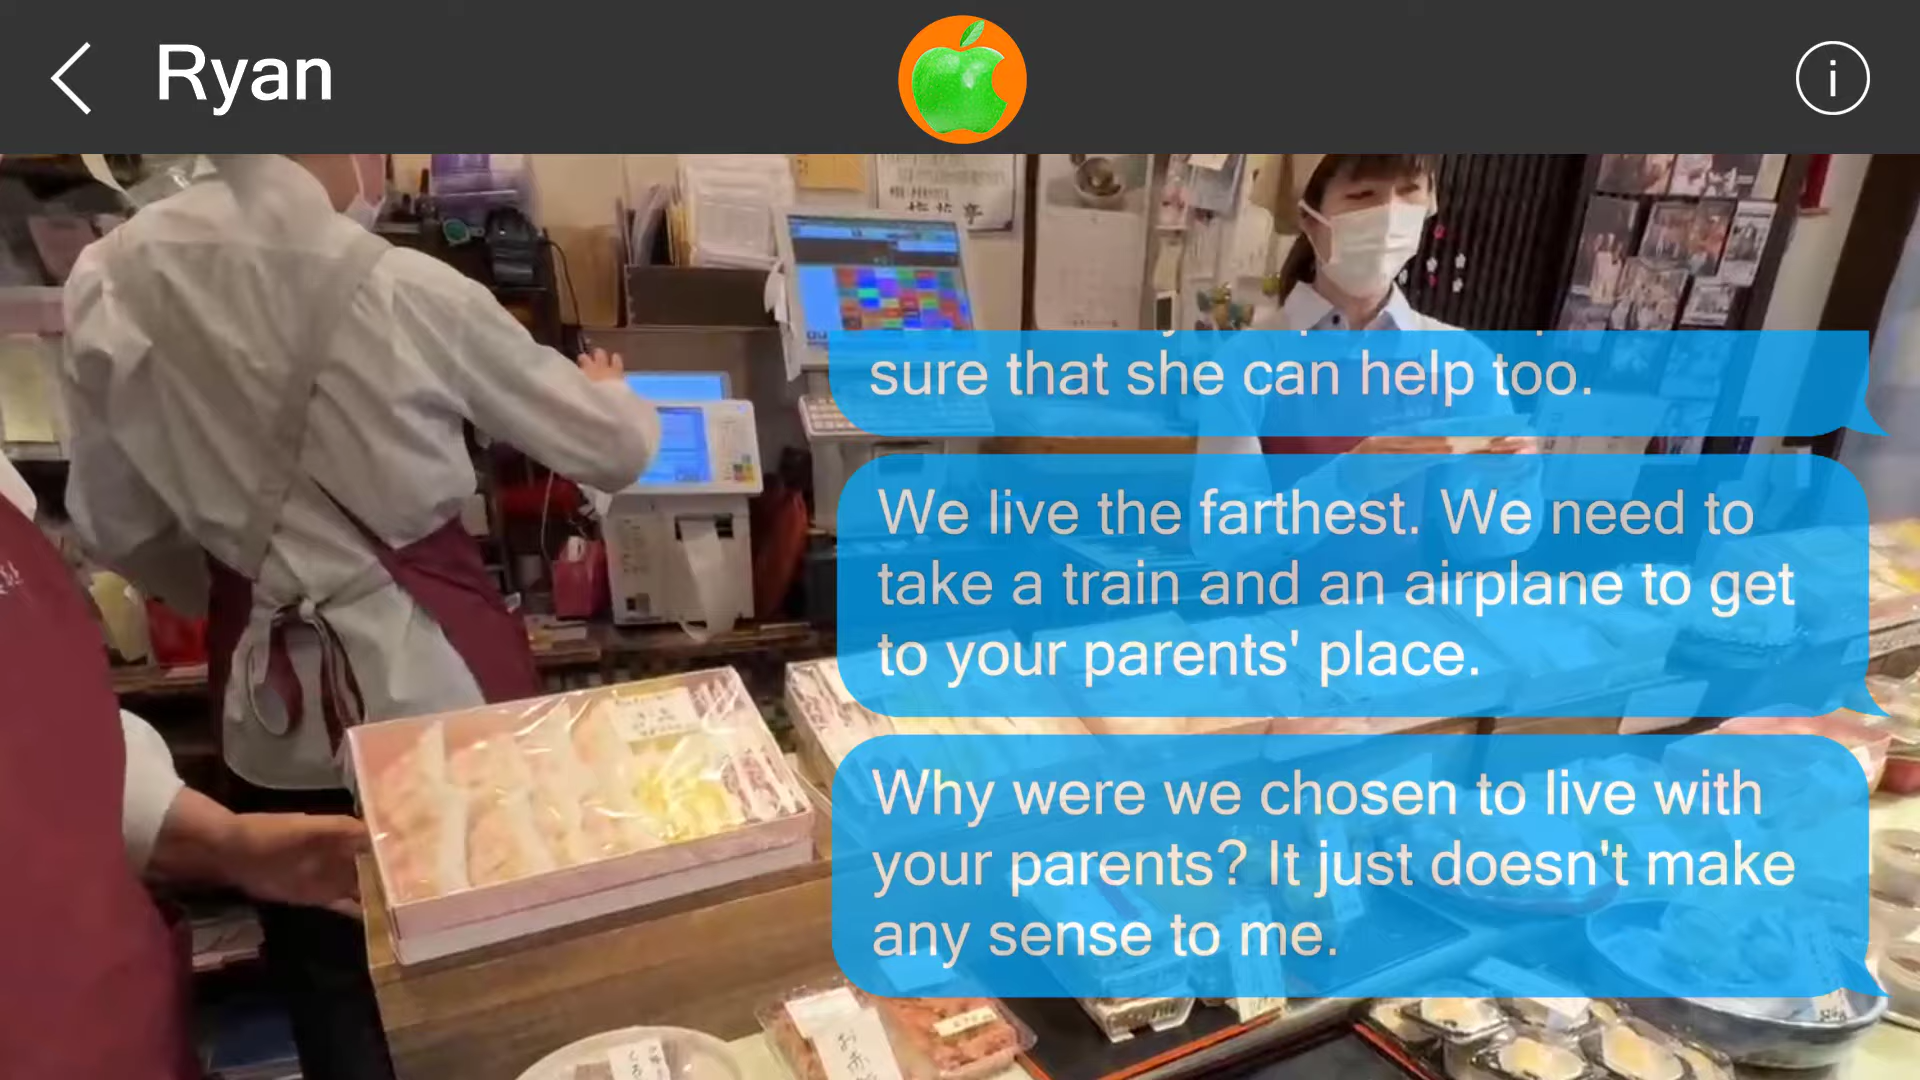 Ryan
sure that she can help too.
We live the farthest. We need to
take a train and an airplane to get
to your parents' place.
Why were we chosen to live with
your parents? It just doesn't make
any sense to me.
お赤